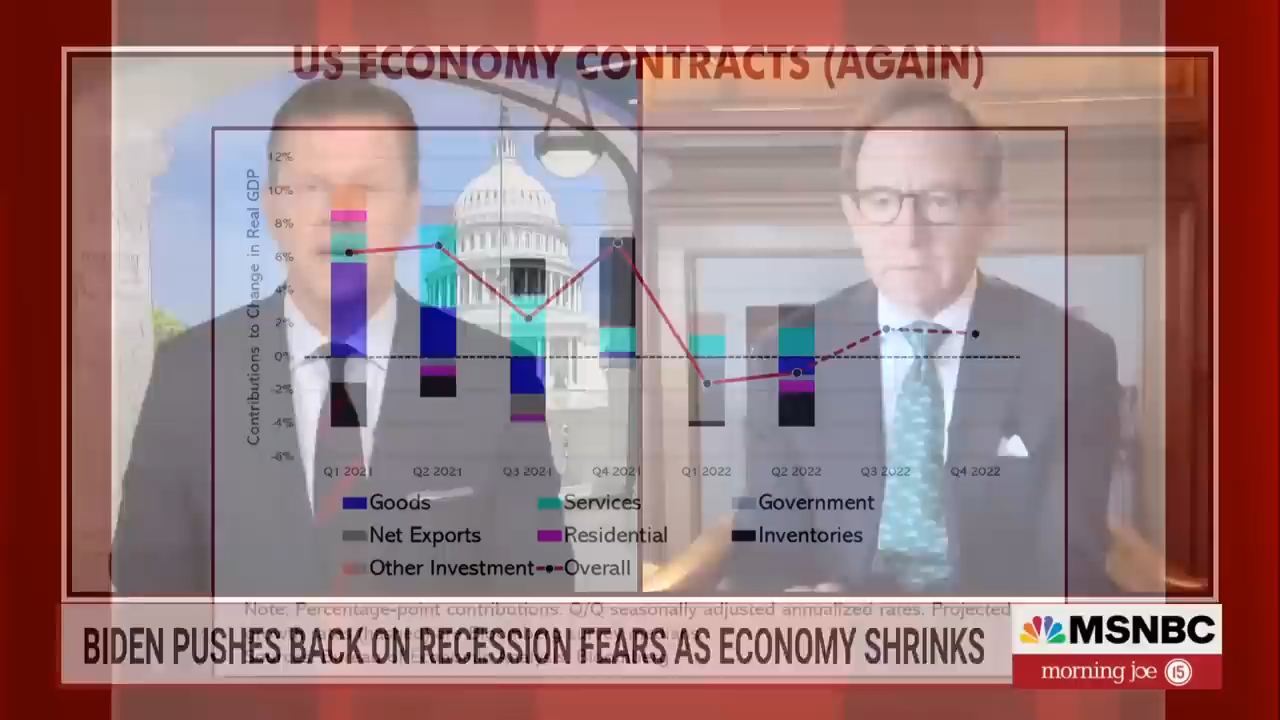 US ECONOMY CONTRACTS (AGAIN)
Contributions to Change in Real GDP
12%
10%
8%
6%
4%
2%
0%
-2%
-4%
-6%
Q1 2021
Q2 2021
Q3 2021
Q4 2021
Q1 2022
Q2 2022
Q3 2022
Q4 2022
Goods
Services
Government
Net Exports
Residential
Inventories
Other Investment
Overall
Note: Percentage-point contributions. Q/Q seasonally adjusted annualized rates. Projected
BIDEN PUSHES BACK ON RECESSION FEARS AS ECONOMY SHRINKS
MSNBC
morning joe 15